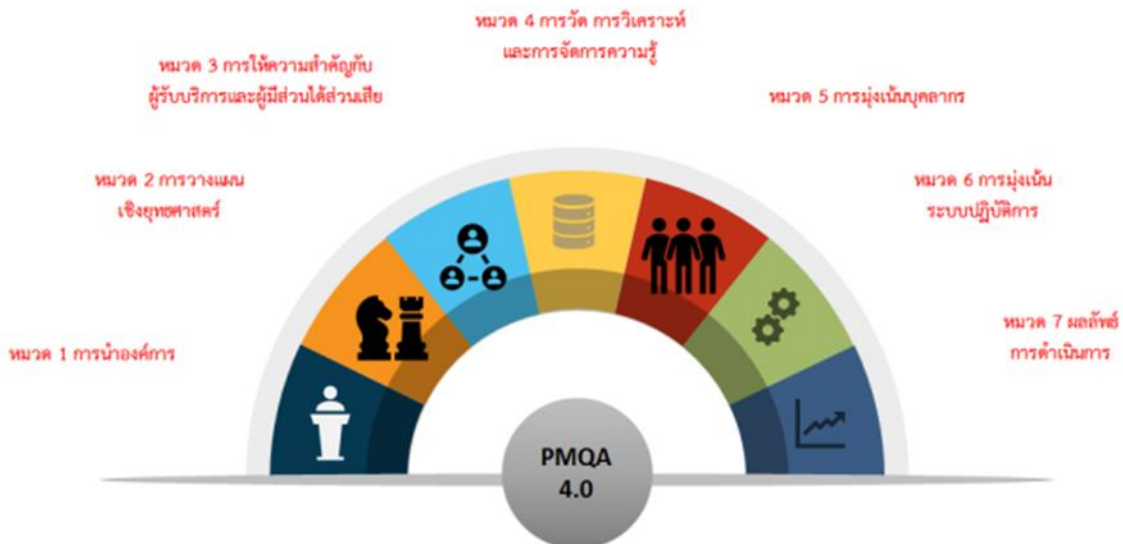 หมวด 4 การวัด การวิเคราะห์
และการจัดการความรู้
หมวด 3 การให้ความสำคัญกับ
ผู้รับบริการและผู้มีส่วนได้ส่วนเสีย
หมวด 5 การมุ่งเน้นบุคลากร
หมวด 2 การวางแผน
เชิงยุทธศาสตร์
หมวด 6 การมุ่งเน้น
ระบบปฏิบัติการ
หมวด 1 การนำองค์การ
หมวด 7 ผลลัพธ์
การดำเนินการ
PMQA
4.0